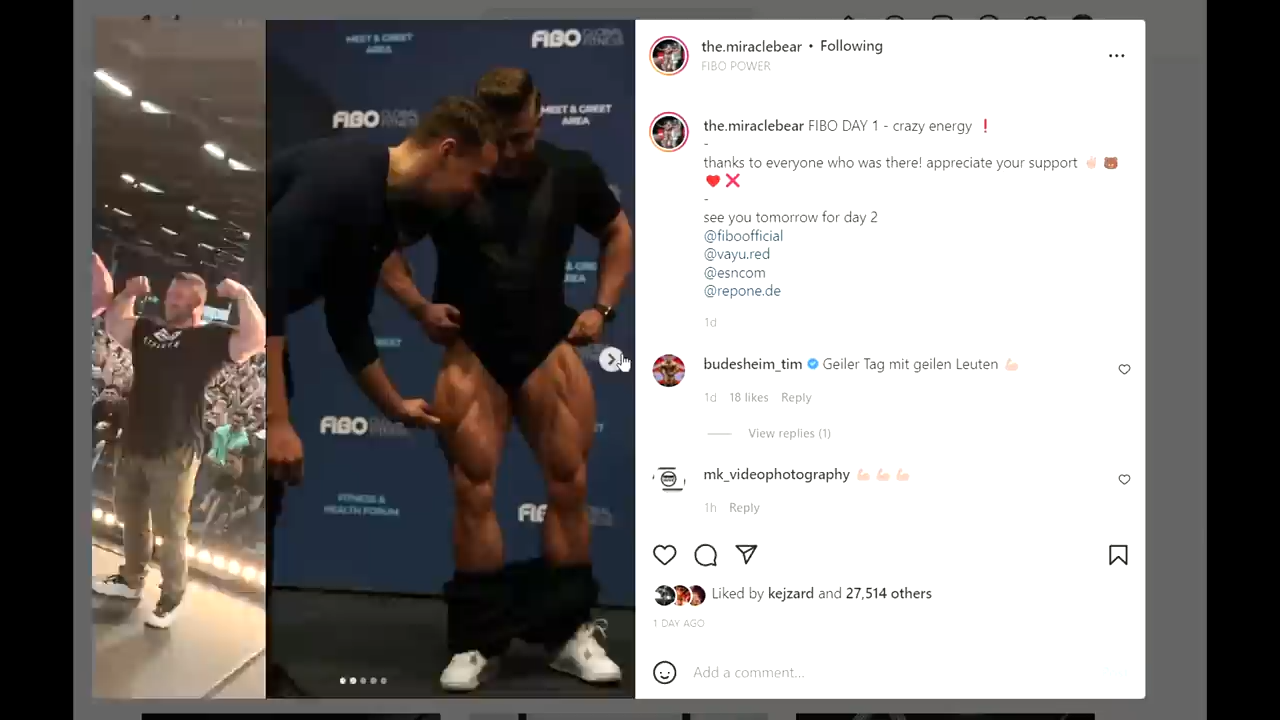 MEET & GREET
AREA
FIBO GLOBAL
FITNESS
MEET & GREET
AREA
FIBO
FIBO
FITNESS &
HEALTH FORUM
the.miraclebear • Following
FIBO POWER
the.miraclebear FIBO DAY 1 - crazy energy ❗
-
thanks to everyone who was there! appreciate your support ✌🏻 🐻
♥️ ❌
-
see you tomorrow for day 2
@fiboofficial
@vayu.red
@esncom
@repone.de
1d
budesheim_tim Geiler Tag mit geilen Leuten 💪🏻
1d 18 likes Reply
View replies (1)
mk_videophotography 💪🏻 💪🏻 💪🏻
1h Reply
Liked by kejzard and 27,514 others
1 DAY AGO
Add a comment...